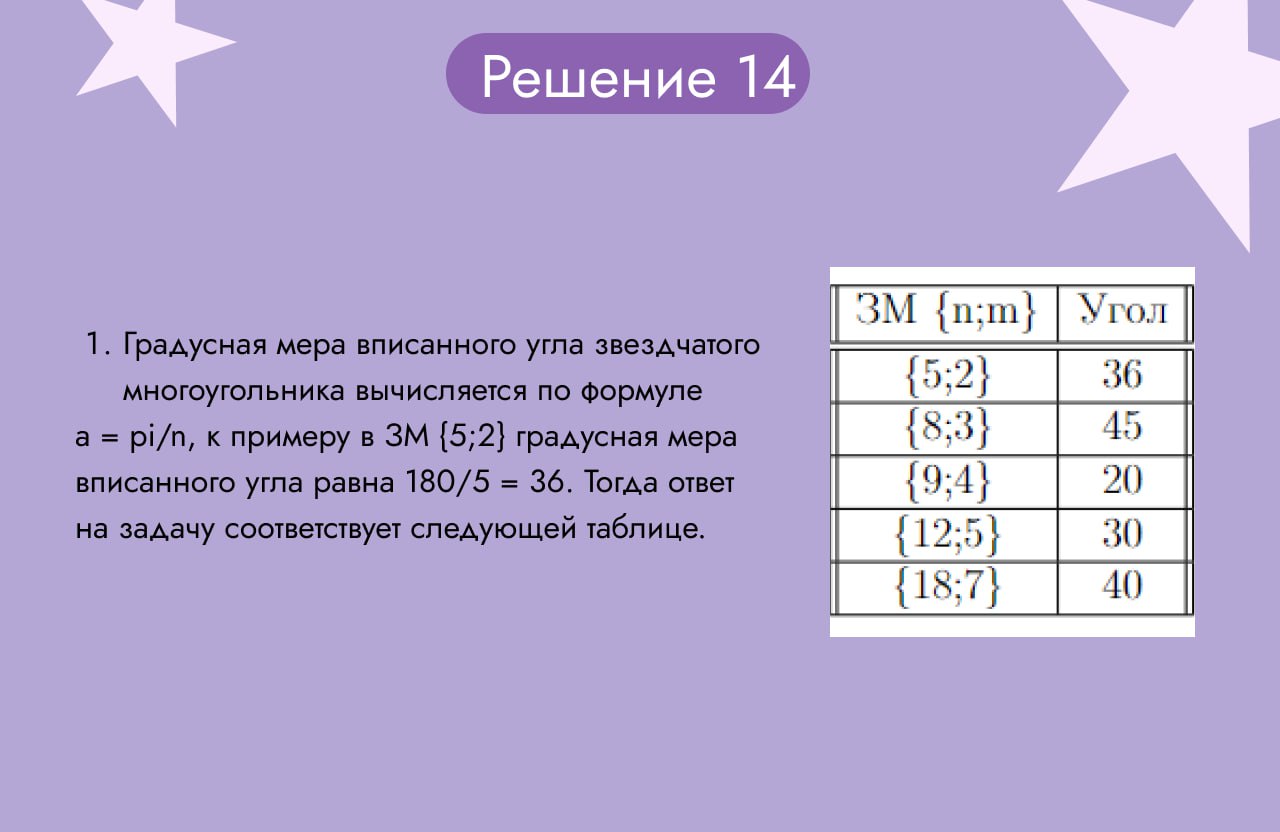 Решение 14
1. Градусная мера вписанного угла звездчатого
многоугольника вычисляется по формуле
a = pi/n, к примеру в ЗМ {5;2} градусная мера
вписанного угла равна 180/5 = 36. Тогда ответ
на задачу соответствует следующей таблице.
ЗМ {n;m} Угол
{5;2} 36
{8;3} 45
{9;4} 20
{12;5} 30
{18;7} 40